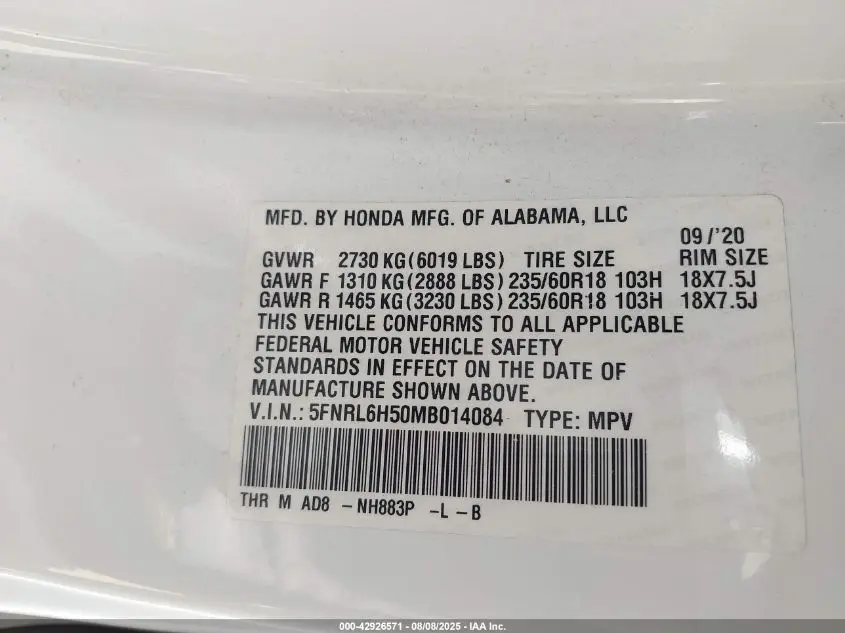 MFD. BY HONDA MFG. OF ALABAMA, LLC
09/'20
GVWR 2730 KG (6019 LBS) TIRE SIZE RIM SIZE
GAWR F 1310 KG (2888 LBS) 235/60R18 103H 18X7.5J
GAWR R 1465 KG (3230 LBS) 235/60R18 103H 18X7.5J
THIS VEHICLE CONFORMS TO ALL APPLICABLE
FEDERAL MOTOR VEHICLE SAFETY
STANDARDS IN EFFECT ON THE DATE OF
MANUFACTURE SHOWN ABOVE.
V.I.N.: 5FNRL6H50MB014084 TYPE: MPV
THR M AD8 - NH883P - L - B
000-42926571 - 08/08/2025 - IAA Inc.